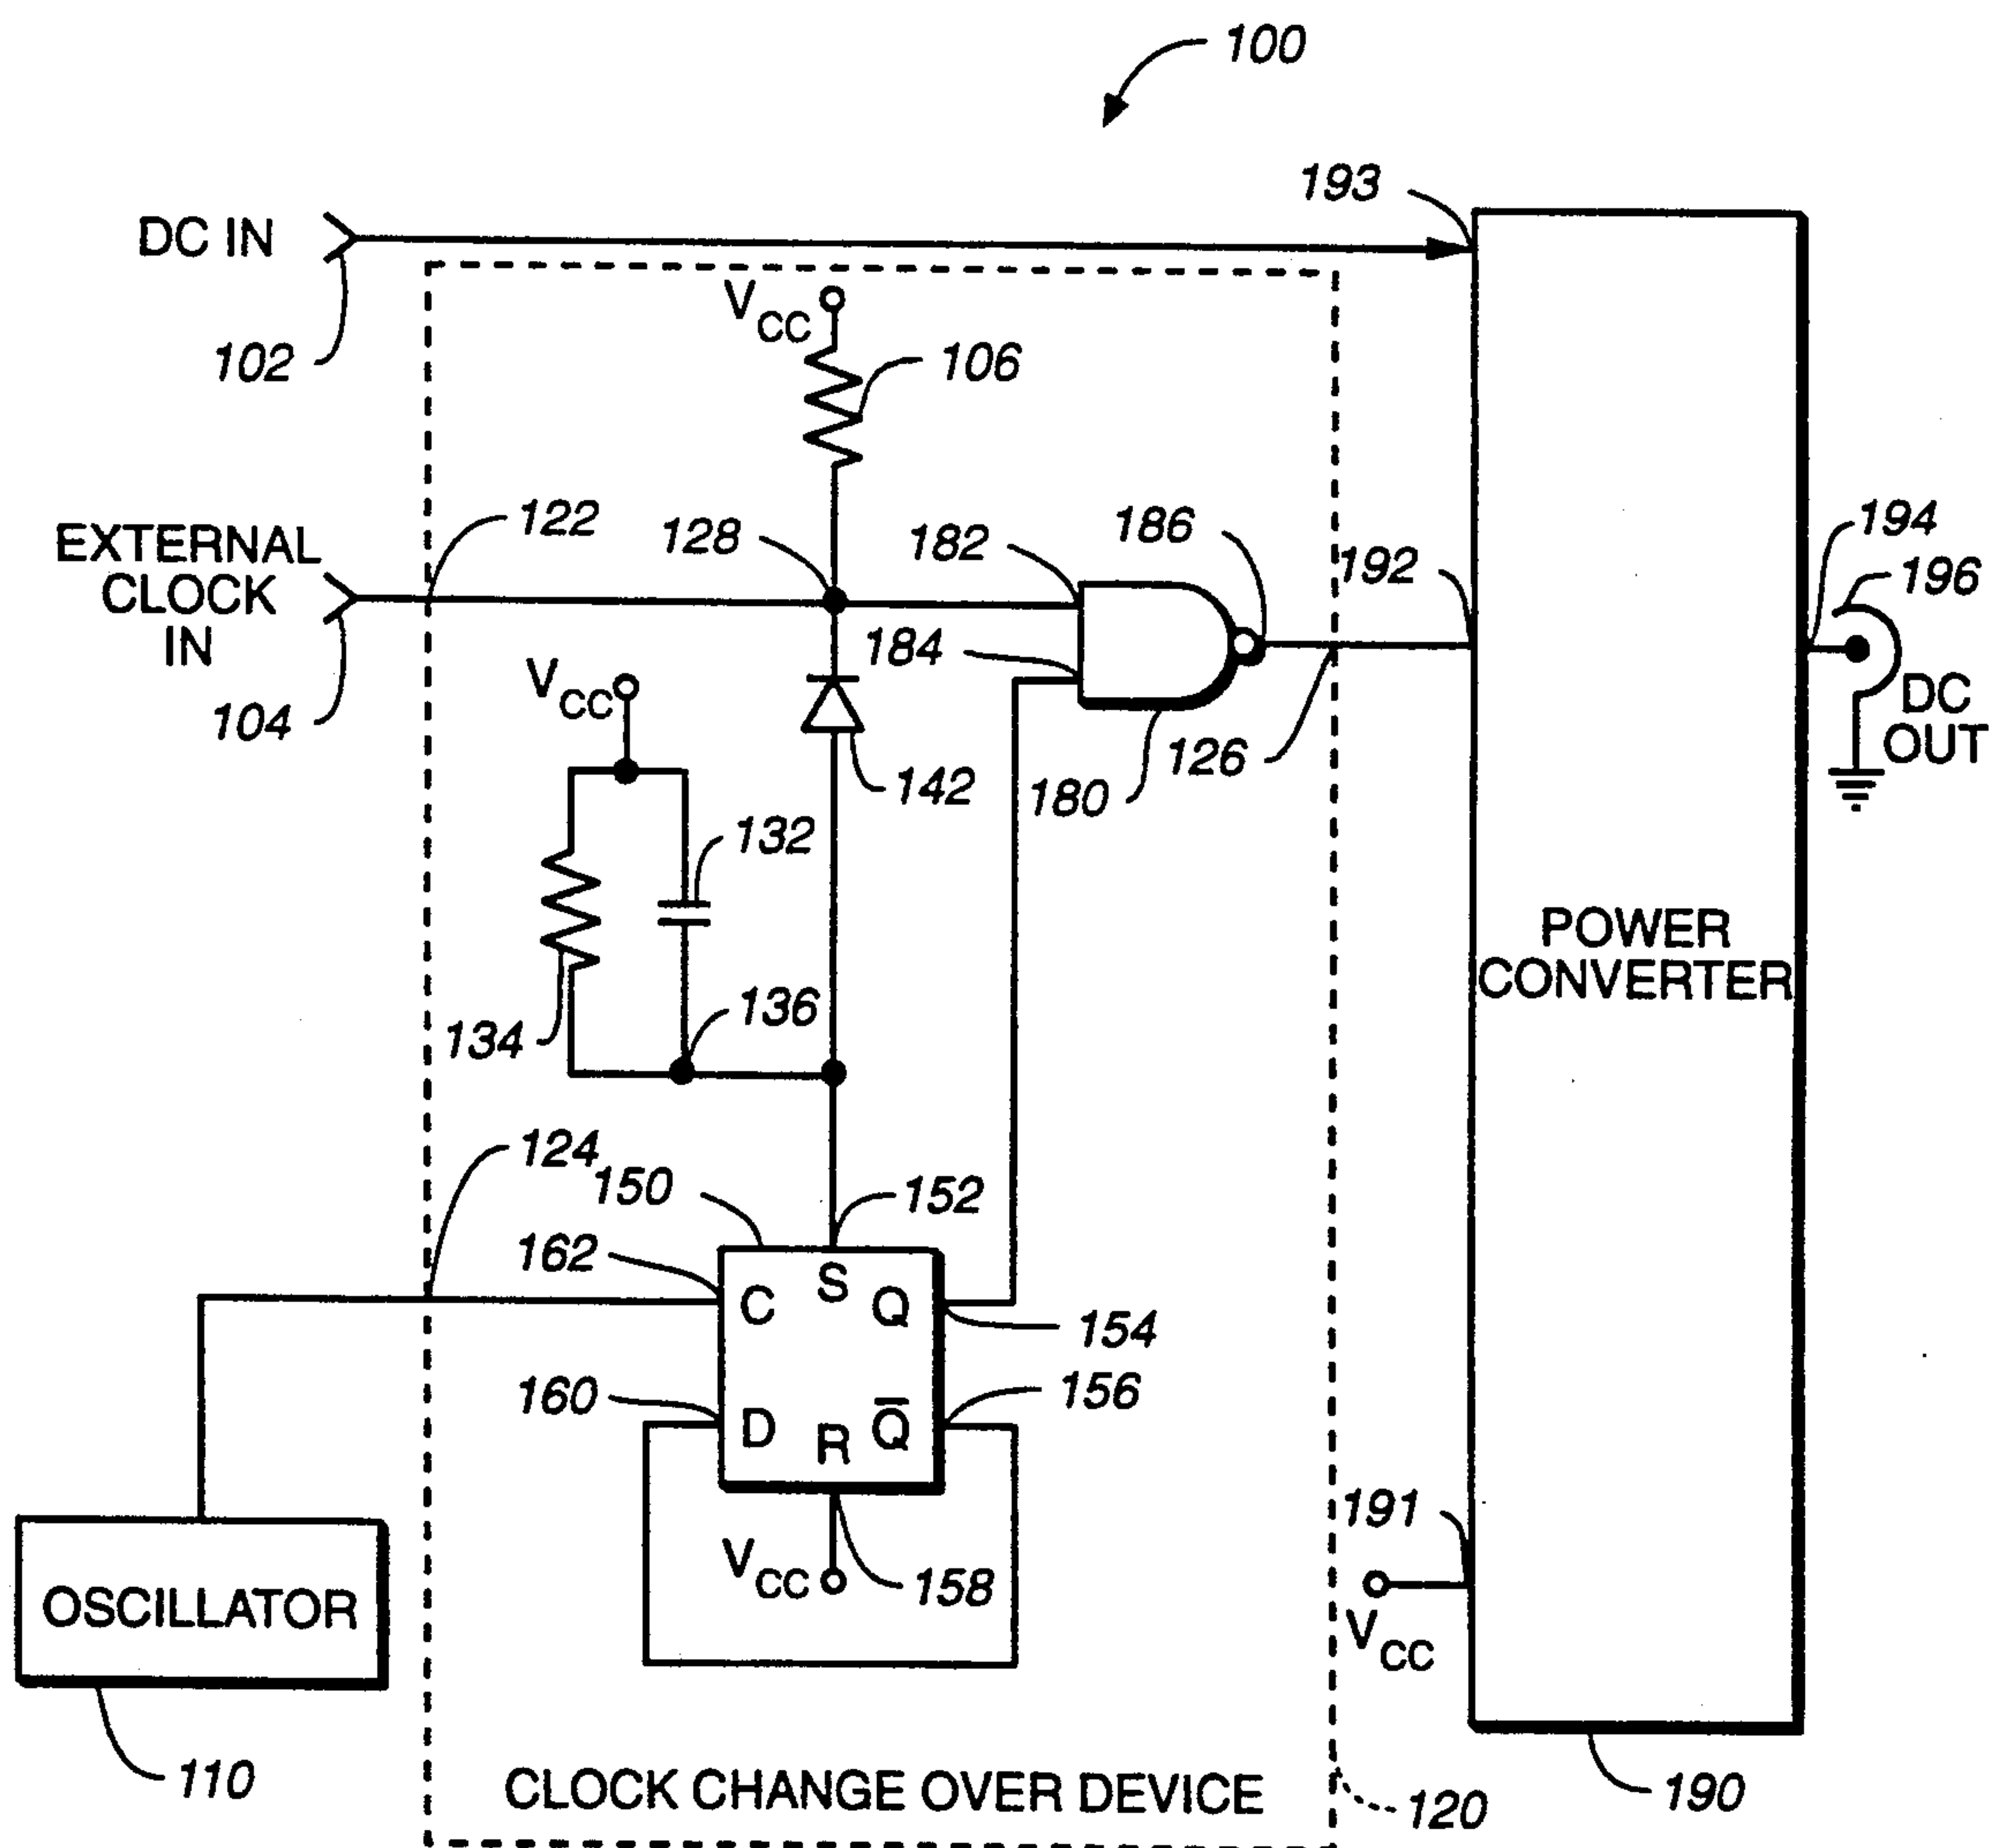 100
193
DC IN
VCC
102
106
EXTERNAL
CLOCK
IN
122
128
182
186
192
194
196
104
184
VCC
DC
OUT
142
126
180
132
POWER
CONVERTER
136
134
124
150
152
162
C
S
Q
154
160
156
D
R
Q̅
191
VCC
158
OSCILLATOR
VCC
110
CLOCK CHANGE OVER DEVICE
120
190